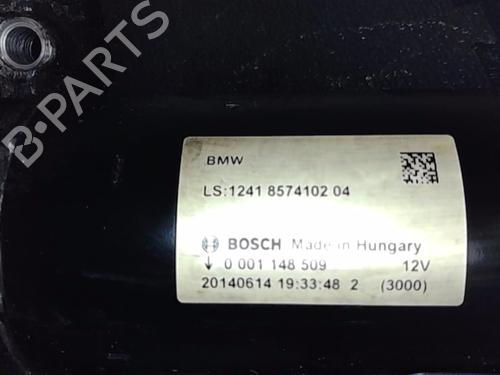 B-PARTS
BMW
LS:1241 8574102 04
BOSCH Made in Hungary
0 001 148 509 12V
20140614 19:33:48 2 (3000)